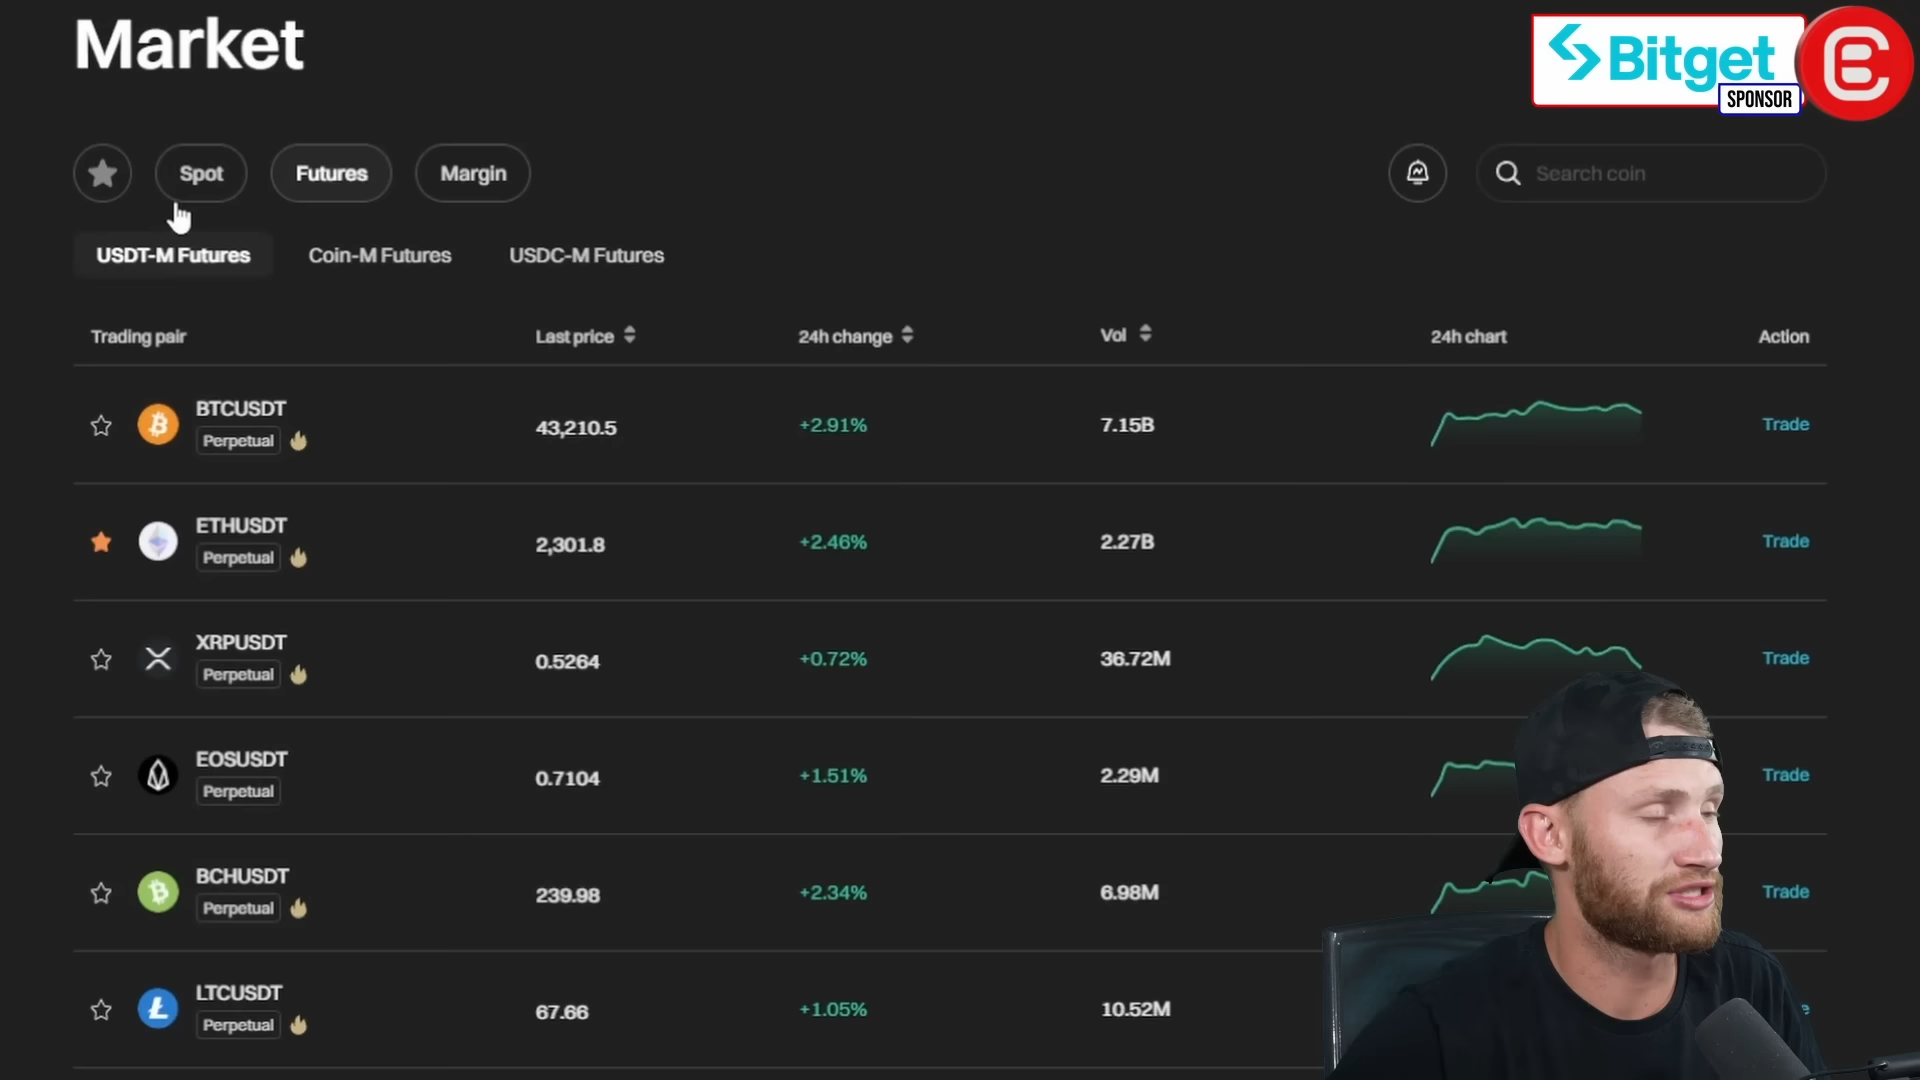 Market
Bitget
SPONSOR
Spot Futures Margin
Search coin
USDT-M Futures Coin-M Futures USDC-M Futures
Trading pair Last price 24h change Vol 24h chart Action
BTCUSDT
Perpetual
43,210.5 +2.91% 7.15B Trade
ETHUSDT
Perpetual
2,301.8 +2.46% 2.27B Trade
XRPUSDT
Perpetual
0.5264 +0.72% 36.72M Trade
EOSUSDT
Perpetual
0.7104 +1.51% 2.29M Trade
BCHUSDT
Perpetual
239.98 +2.34% 6.98M Trade
LTCUSDT
Perpetual
67.66 +1.05% 10.52M